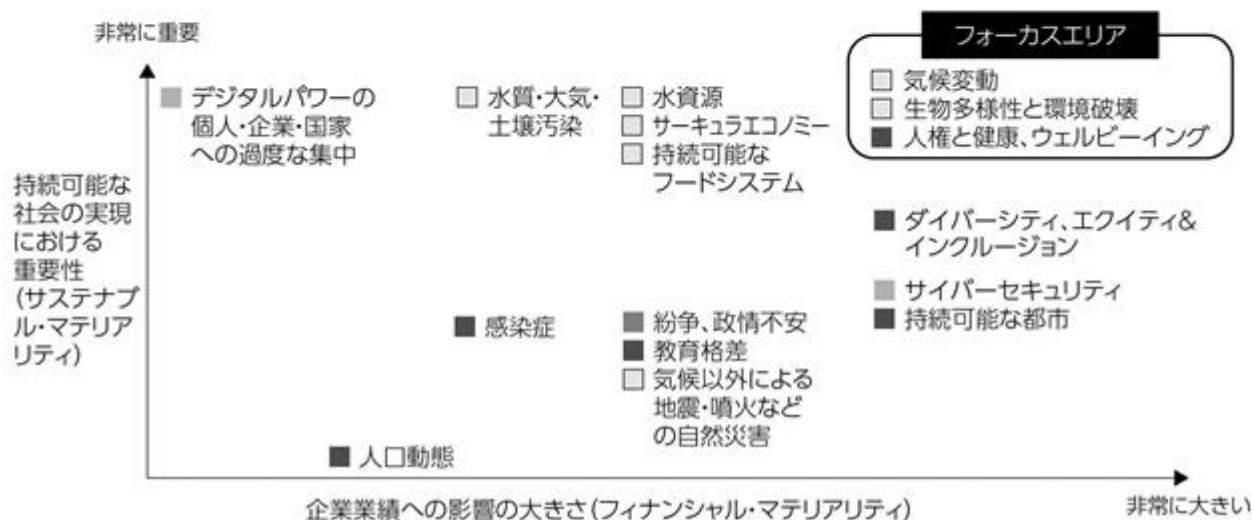 非常に重要
フォーカスエリア
気候変動
生物多様性と環境破壊
人権と健康、ウェルビーイング
デジタルパワーの
個人・企業・国家
への過度な集中
水質・大気・
土壌汚染
水資源
サーキュラエコノミー
持続可能な
フードシステム
持続可能な
社会の実現
における
重要性
(サステナブ
ル・マテリア
リティ)
ダイバーシティ、エクイティ&
インクルージョン
サイバーセキュリティ
持続可能な都市
感染症
紛争、政情不安
教育格差
気候以外による
地震・噴火など
の自然災害
人口動態
企業業績への影響の大きさ(フィナンシャル・マテリアリティ)
非常に大きい